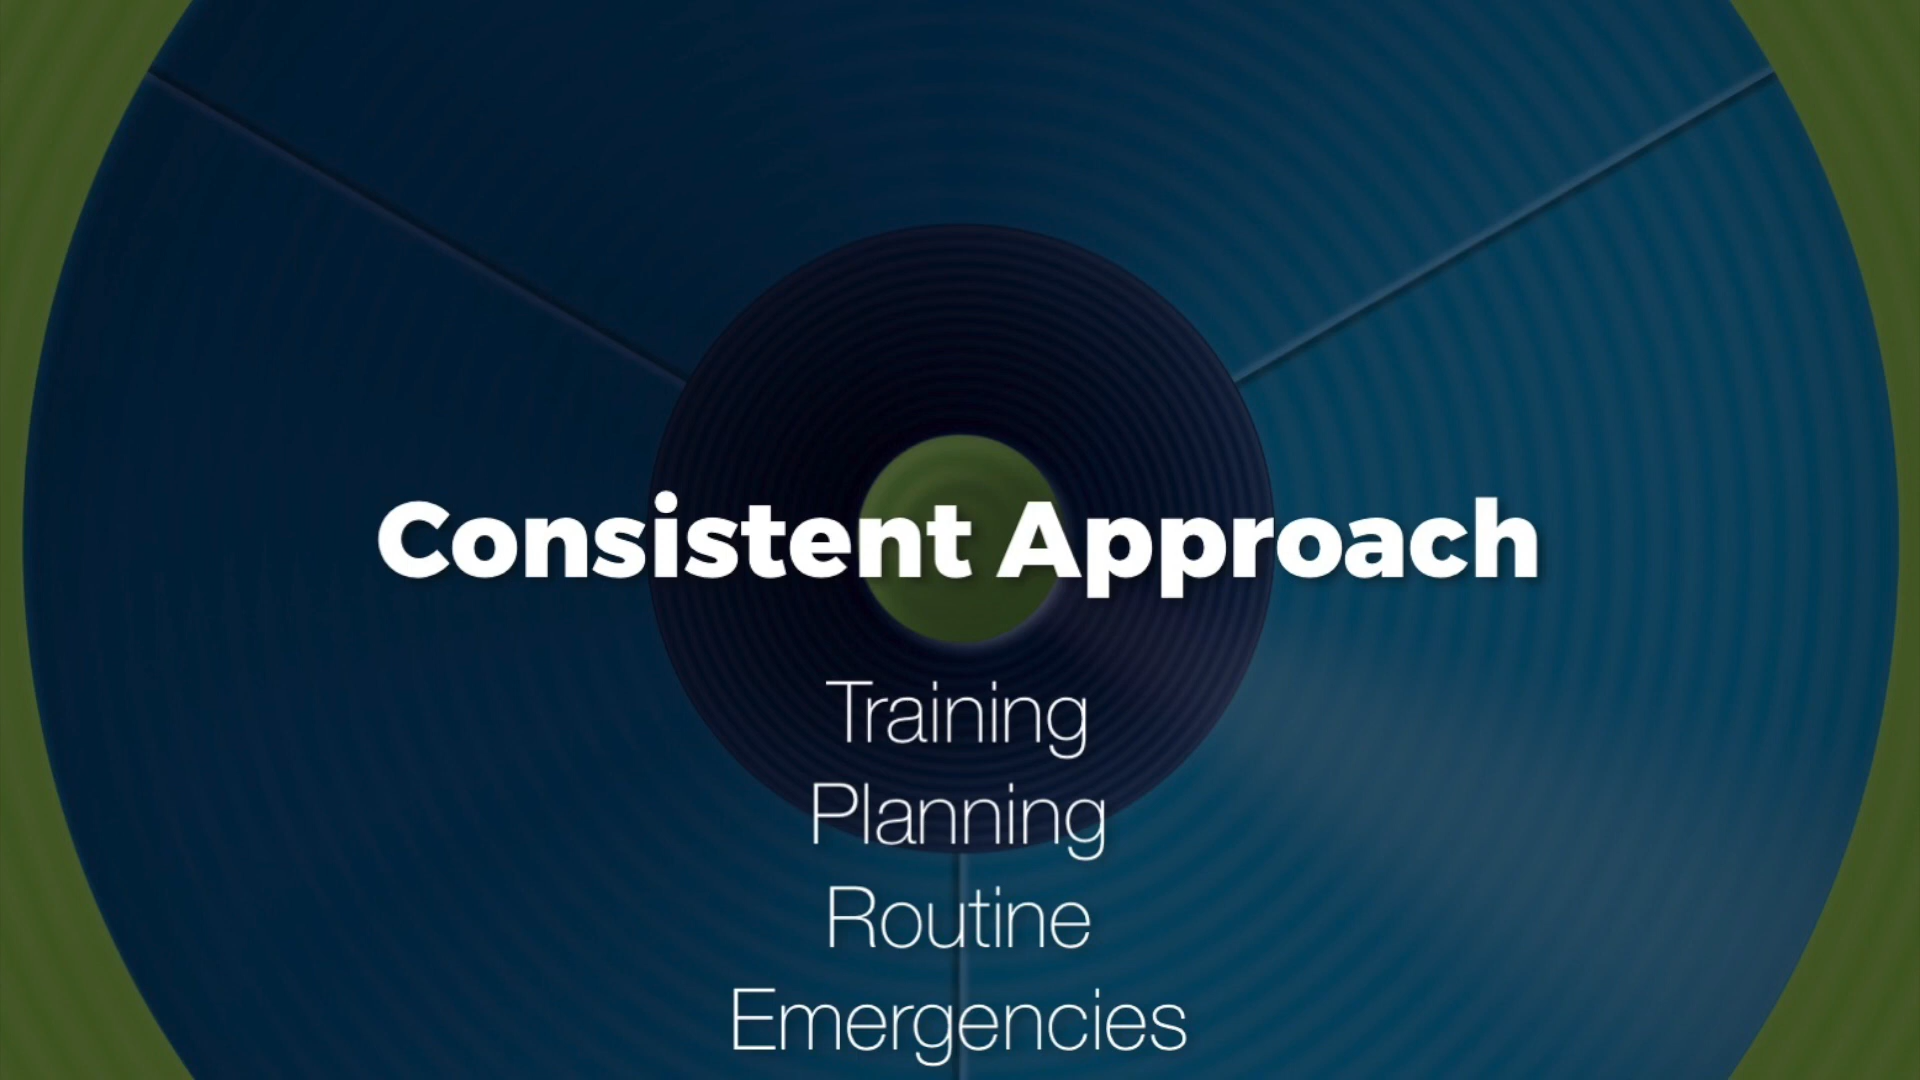 Consistent Approach
Training
Planning
Routine
Emergencies